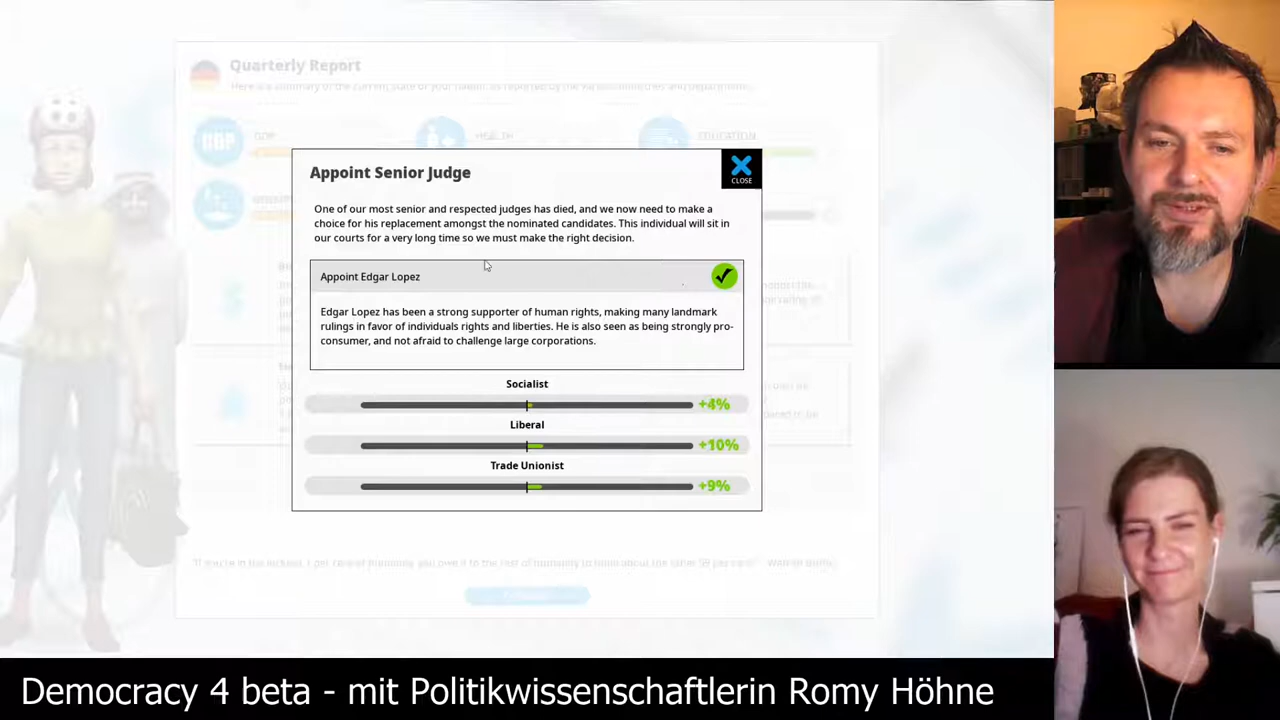 Quarterly Report
GDP
HEALTH
EDUCATION
Appoint Senior Judge
CLOSE
One of our most senior and respected judges has died, and we now need to make a
choice for his replacement amongst the nominated candidates. This individual will sit in
our courts for a very long time so we must make the right decision.
Appoint Edgar Lopez
Edgar Lopez has been a strong supporter of human rights, making many landmark
rulings in favor of individuals rights and liberties. He is also seen as being strongly pro-
consumer, and not afraid to challenge large corporations.
Socialist
+4%
Liberal
+10%
Trade Unionist
+9%
Democracy 4 beta - mit Politikwissenschaftlerin Romy Höhne